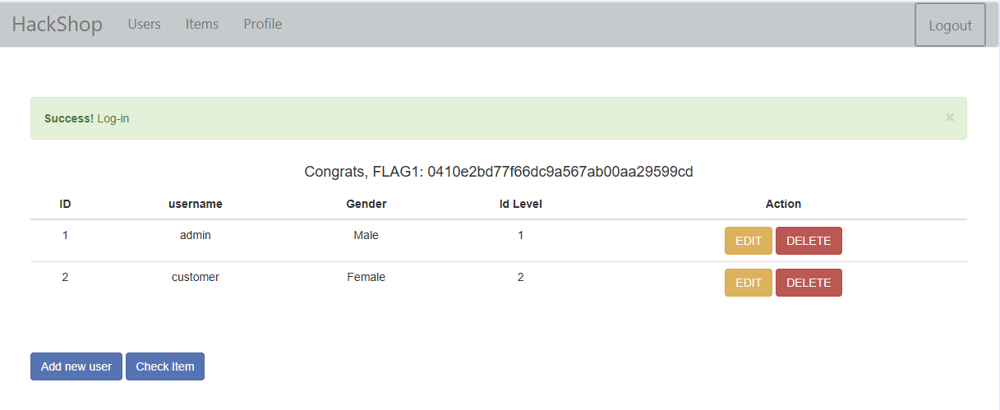 HackShop Users Items Profile Logout
Success! Log-in ×
Congrats, FLAG1: 0410e2bd77f66dc9a567ab00aa29599cd
ID username Gender Id Level Action
1 admin Male 1 EDIT DELETE
2 customer Female 2 EDIT DELETE
Add new user Check Item